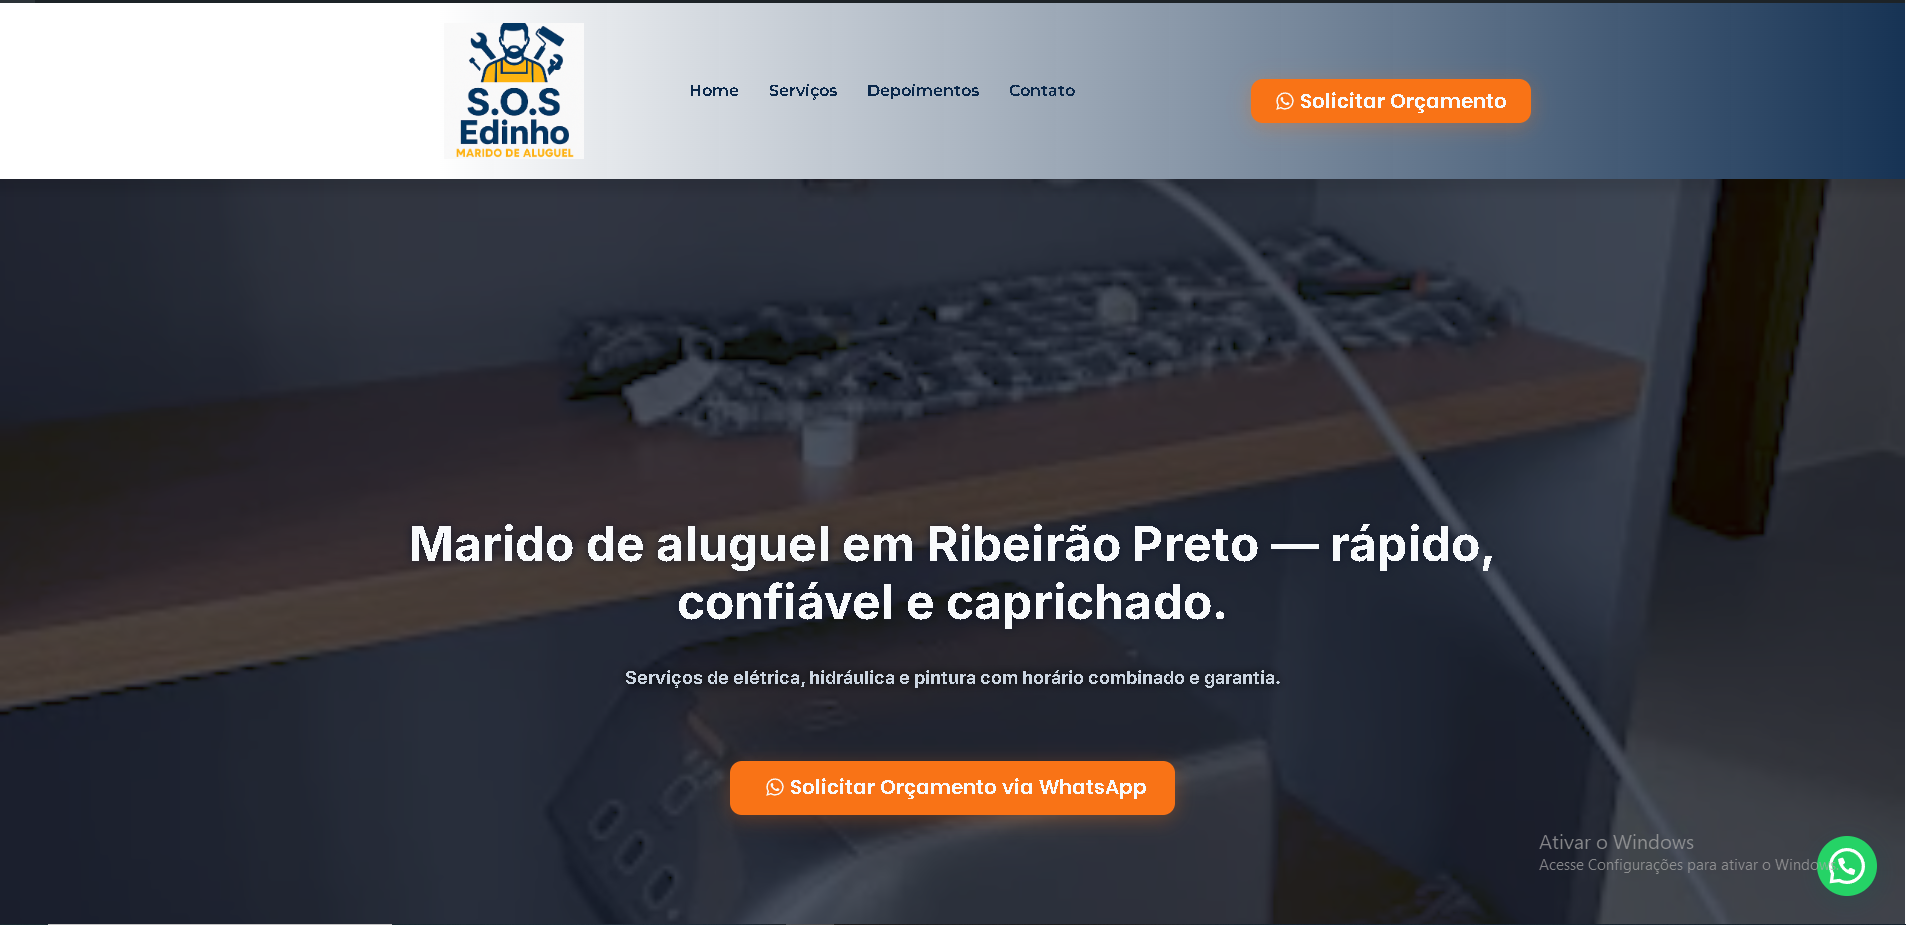 S.O.S
Edinho
MARIDO DE ALUGUEL
Home
Serviços
Depoimentos
Contato
Solicitar Orçamento
Marido de aluguel em Ribeirão Preto — rápido,
confiável e caprichado.
Serviços de elétrica, hidráulica e pintura com horário combinado e garantia.
Solicitar Orçamento via WhatsApp
Ativar o Windows
Acesse Configurações para ativar o Windows